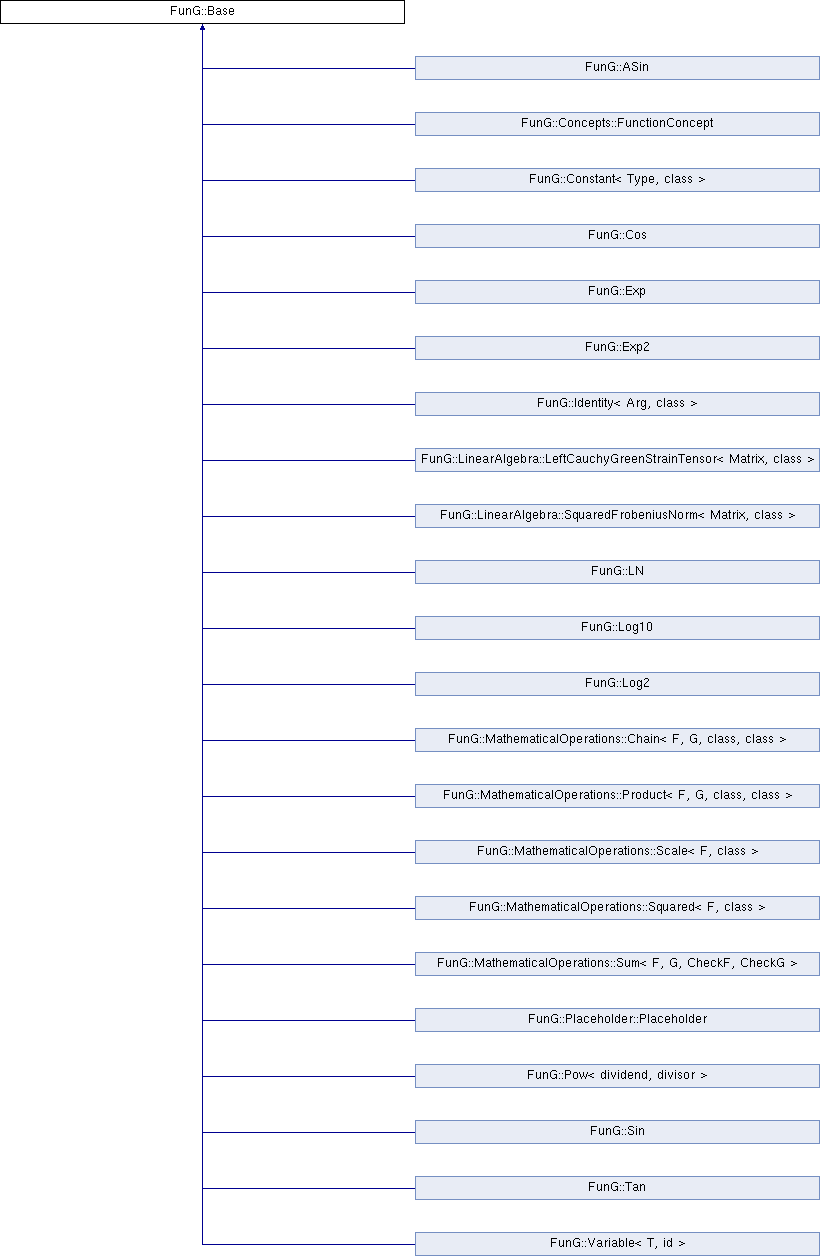 FunG::Base
FunG::ASin
FunG::Concepts::FunctionConcept
FunG::Constant< Type, class >
FunG::Cos
FunG::Exp
FunG::Exp2
FunG::Identity< Arg, class >
FunG::LinearAlgebra::LeftCauchyGreenStrainTensor< Matrix, class >
FunG::LinearAlgebra::SquaredFrobeniusNorm< Matrix, class >
FunG::LN
FunG::Log10
FunG::Log2
FunG::MathematicalOperations::Chain< F, G, class, class >
FunG::MathematicalOperations::Product< F, G, class, class >
FunG::MathematicalOperations::Scale< F, class >
FunG::MathematicalOperations::Squared< F, class >
FunG::MathematicalOperations::Sum< F, G, CheckF, CheckG >
FunG::Placeholder::Placeholder
FunG::Pow< dividend, divisor >
FunG::Sin
FunG::Tan
FunG::Variable< T, id >